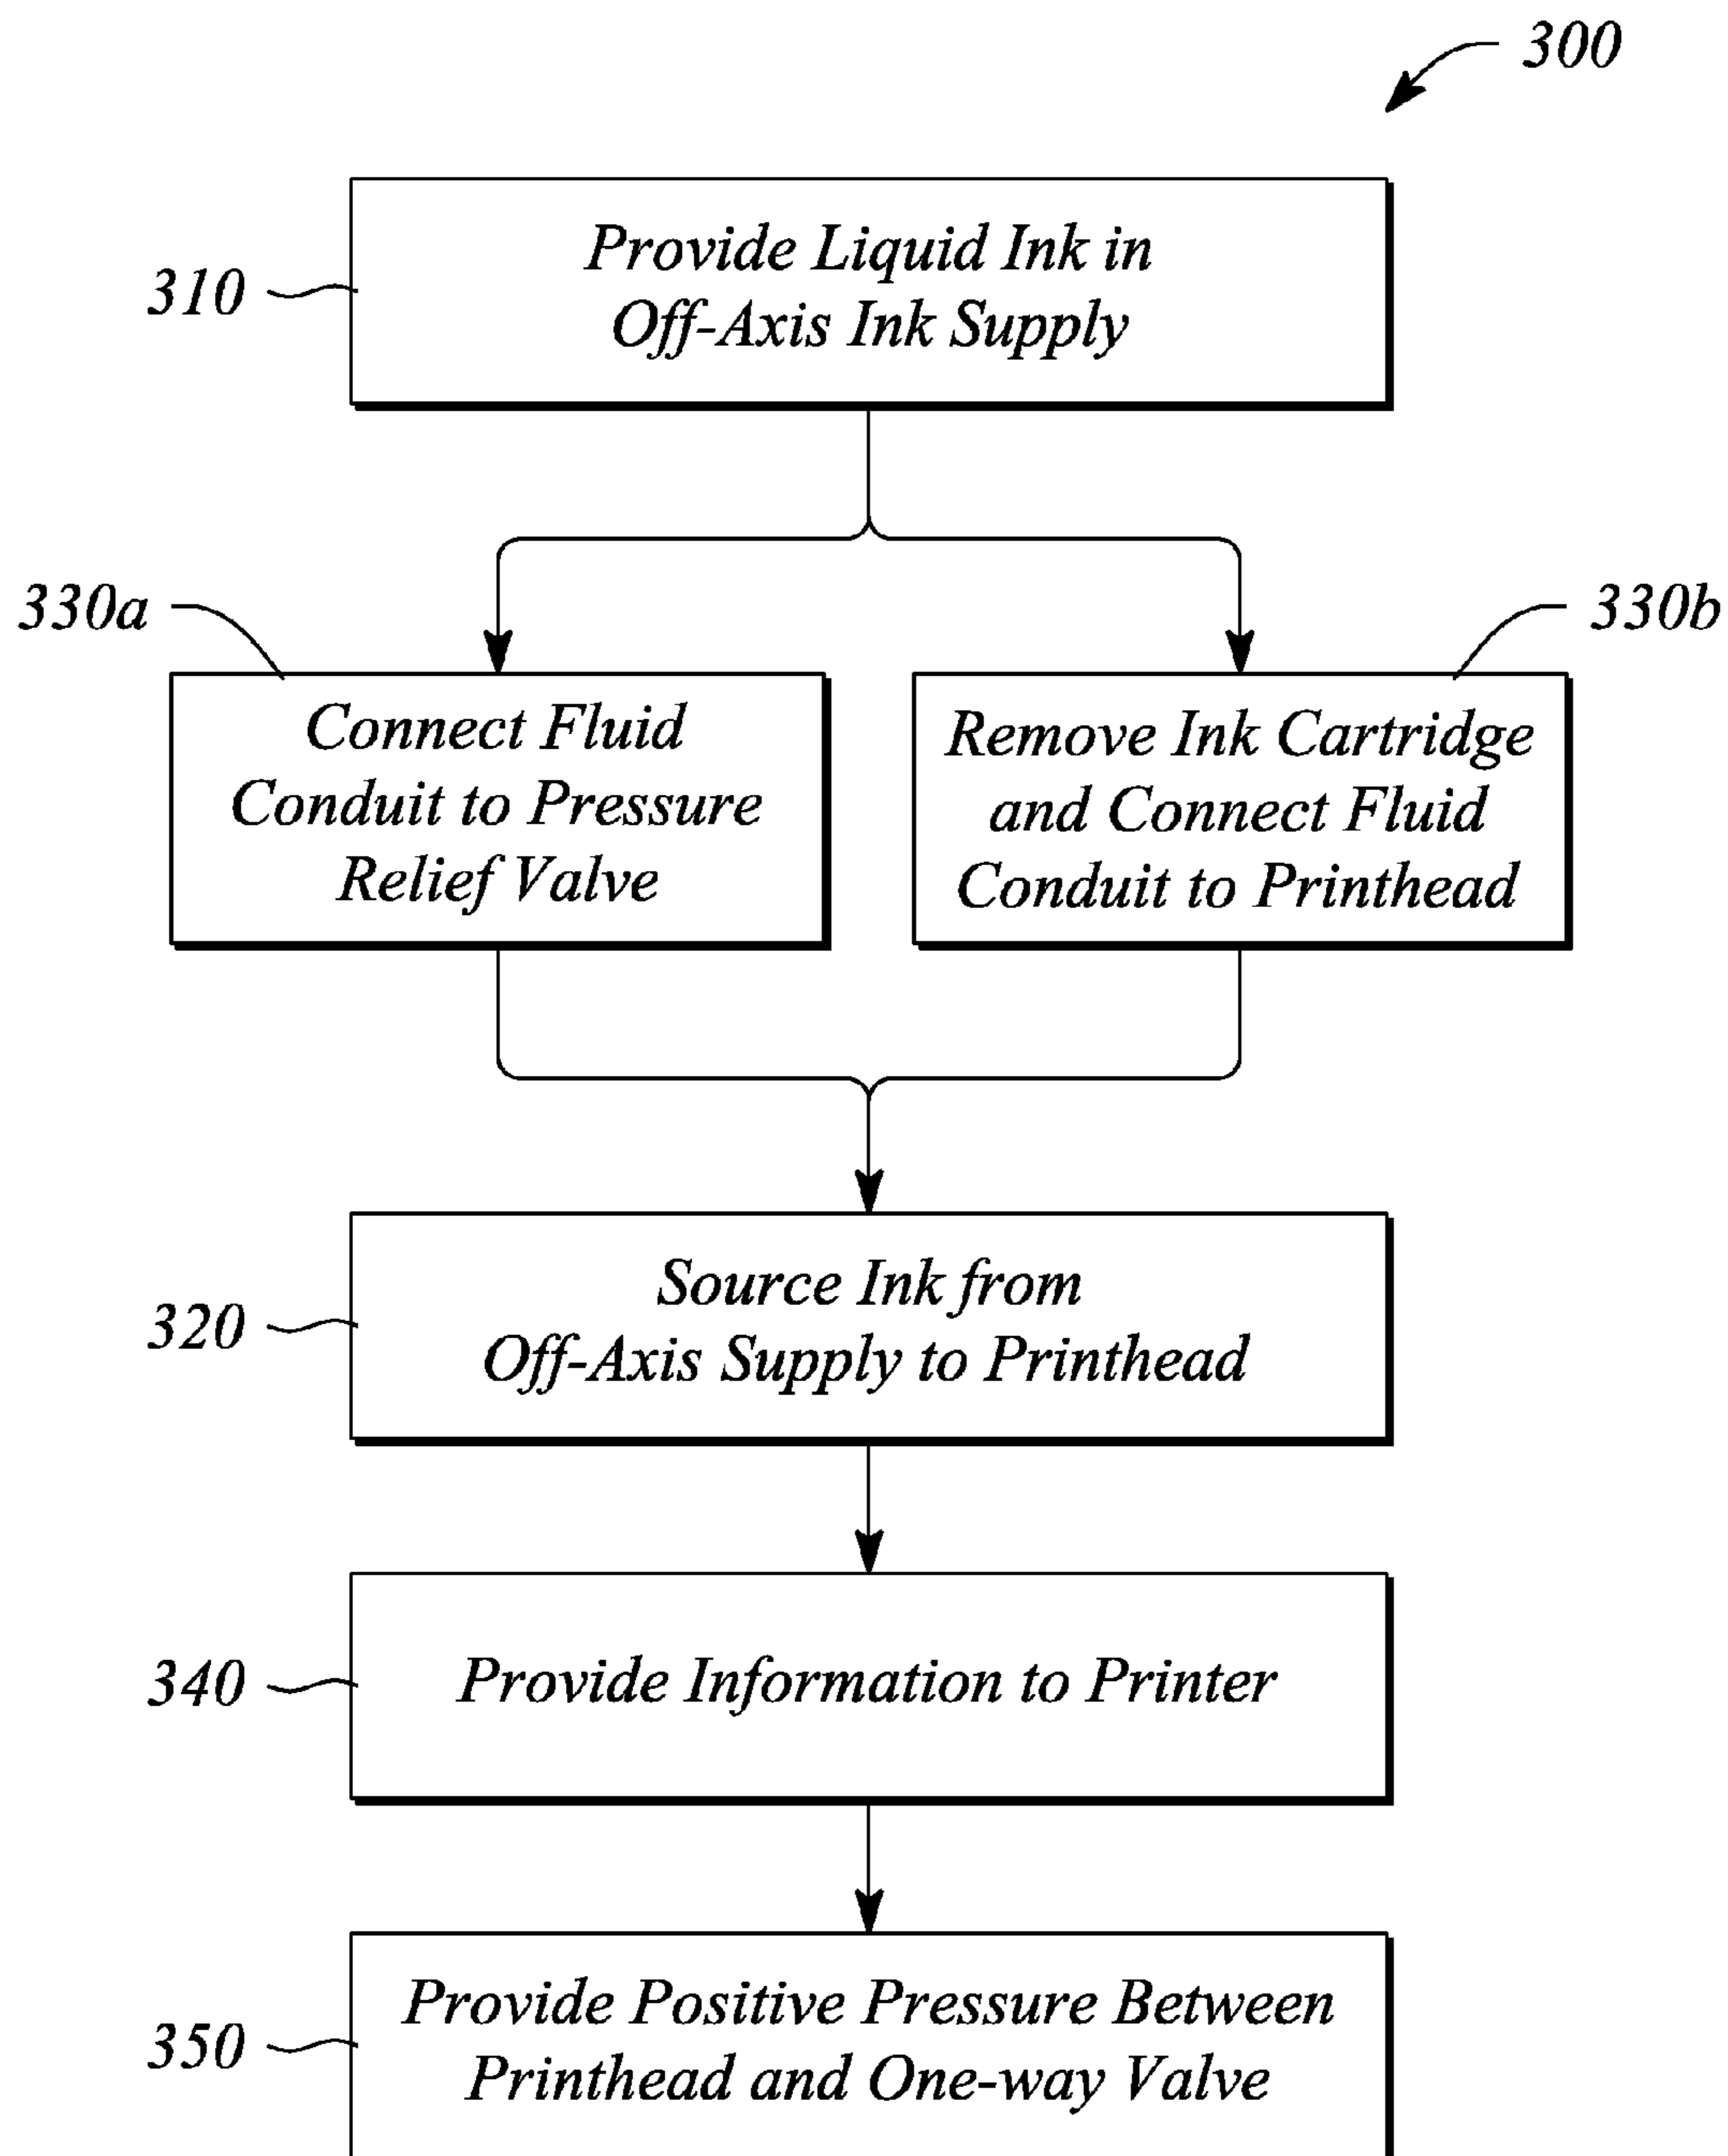 300
310
Provide Liquid Ink in
Off-Axis Ink Supply
330a
330b
Connect Fluid
Conduit to Pressure
Relief Valve
Remove Ink Cartridge
and Connect Fluid
Conduit to Printhead
320
Source Ink from
Off-Axis Supply to Printhead
340
Provide Information to Printer
350
Provide Positive Pressure Between
Printhead and One-way Valve